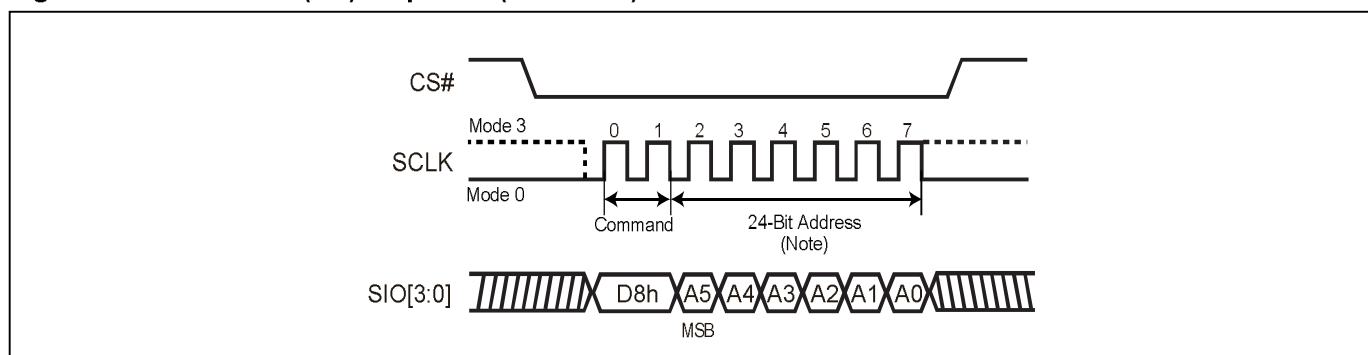 CS#
Mode 3
0 1 2 3 4 5 6 7
SCLK
Mode 0
Command
24-Bit Address
(Note)
SIO[3:0]
D8h A5 A4 A3 A2 A1 A0
MSB